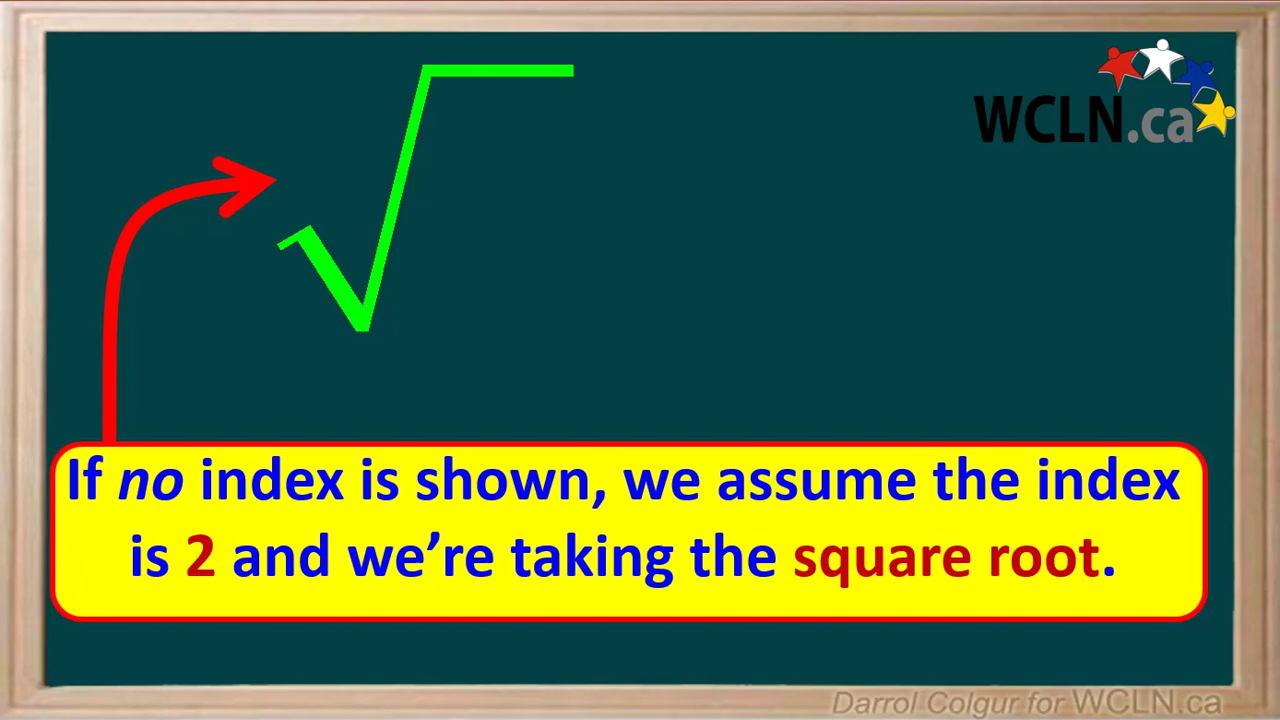 WCLN.ca
If no index is shown, we assume the index
is 2 and we’re taking the square root.
Darrol Colgur for WCLN.ca